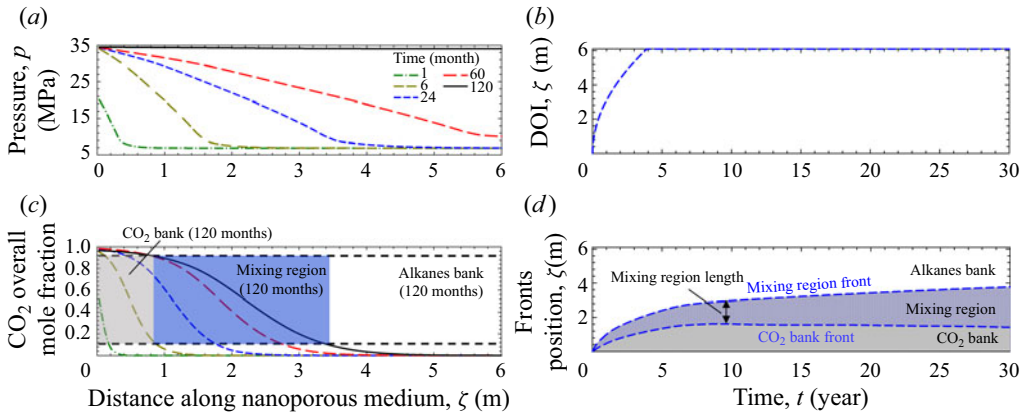 (a)
Pressure, p
(MPa)
35
25
15
5
0
1
2
3
4
5
6
Time (month)
1
6
24
60
120
(b)
DOI, ζ (m)
6
4
2
0
0
5
10
15
20
25
30
(c)
CO2 overall
mole fraction
1.0
0.8
0.6
0.4
0.2
CO2 bank (120 months)
Mixing region
(120 months)
Alkanes bank
(120 months)
0
1
2
3
4
5
6
Distance along nanoporous medium, ζ (m)
(d)
Fronts
position, ζ(m)
6
4
2
0
Mixing region length
Mixing region front
Alkanes bank
Mixing region
CO2 bank front
CO2 bank
0
5
10
15
20
25
30
Time, t (year)